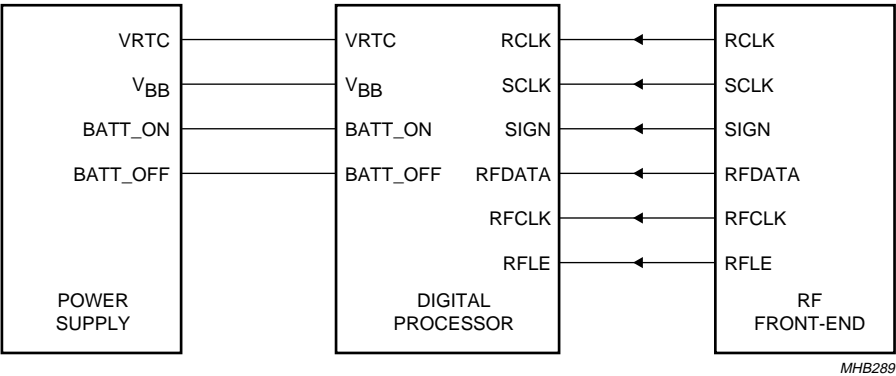 VRTC VRTC RCLK RCLK
VBB VBB SCLK SCLK
BATT_ON BATT_ON SIGN SIGN
BATT_OFF BATT_OFF RFDATA RFDATA
RFCLK RFCLK
RFLE RFLE
POWER DIGITAL RF
SUPPLY PROCESSOR FRONT-END
MHB289